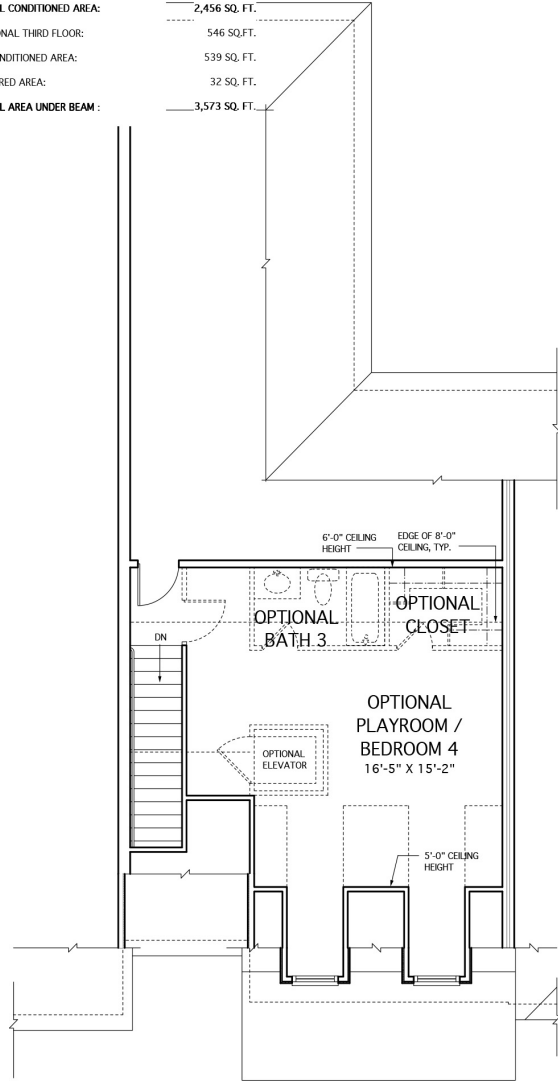 L CONDITIONED AREA: 2,456 SQ. FT.
ONAL THIRD FLOOR: 546 SQ.FT.
NDITIONED AREA: 539 SQ. FT.
RED AREA: 32 SQ. FT.
L AREA UNDER BEAM : 3,573 SQ. FT.
6'-0" CEILING
HEIGHT
EDGE OF 8'-0"
CEILING, TYP.
OPTIONAL
BATH 3
OPTIONAL
CLOSET
DN
OPTIONAL
PLAYROOM /
BEDROOM 4
16'-5" X 15'-2"
OPTIONAL
ELEVATOR
5'-0" CEILING
HEIGHT